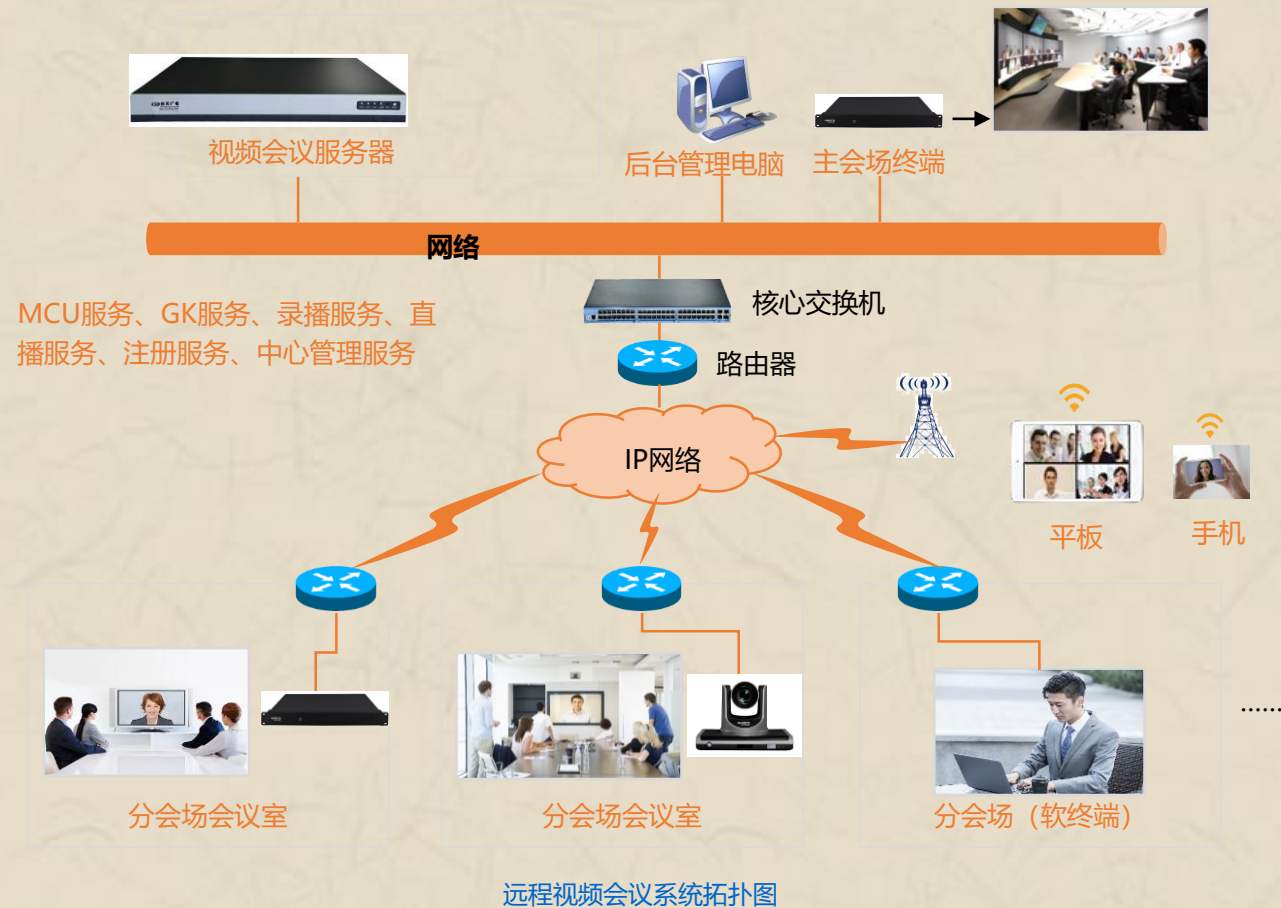 视频会议服务器
后台管理电脑
主会场终端
网络
MCU服务、GK服务、录播服务、直
播服务、注册服务、中心管理服务
核心交换机
路由器
IP网络
平板
手机
分会场会议室
分会场会议室
分会场（软终端）
.......
远程视频会议系统拓扑图